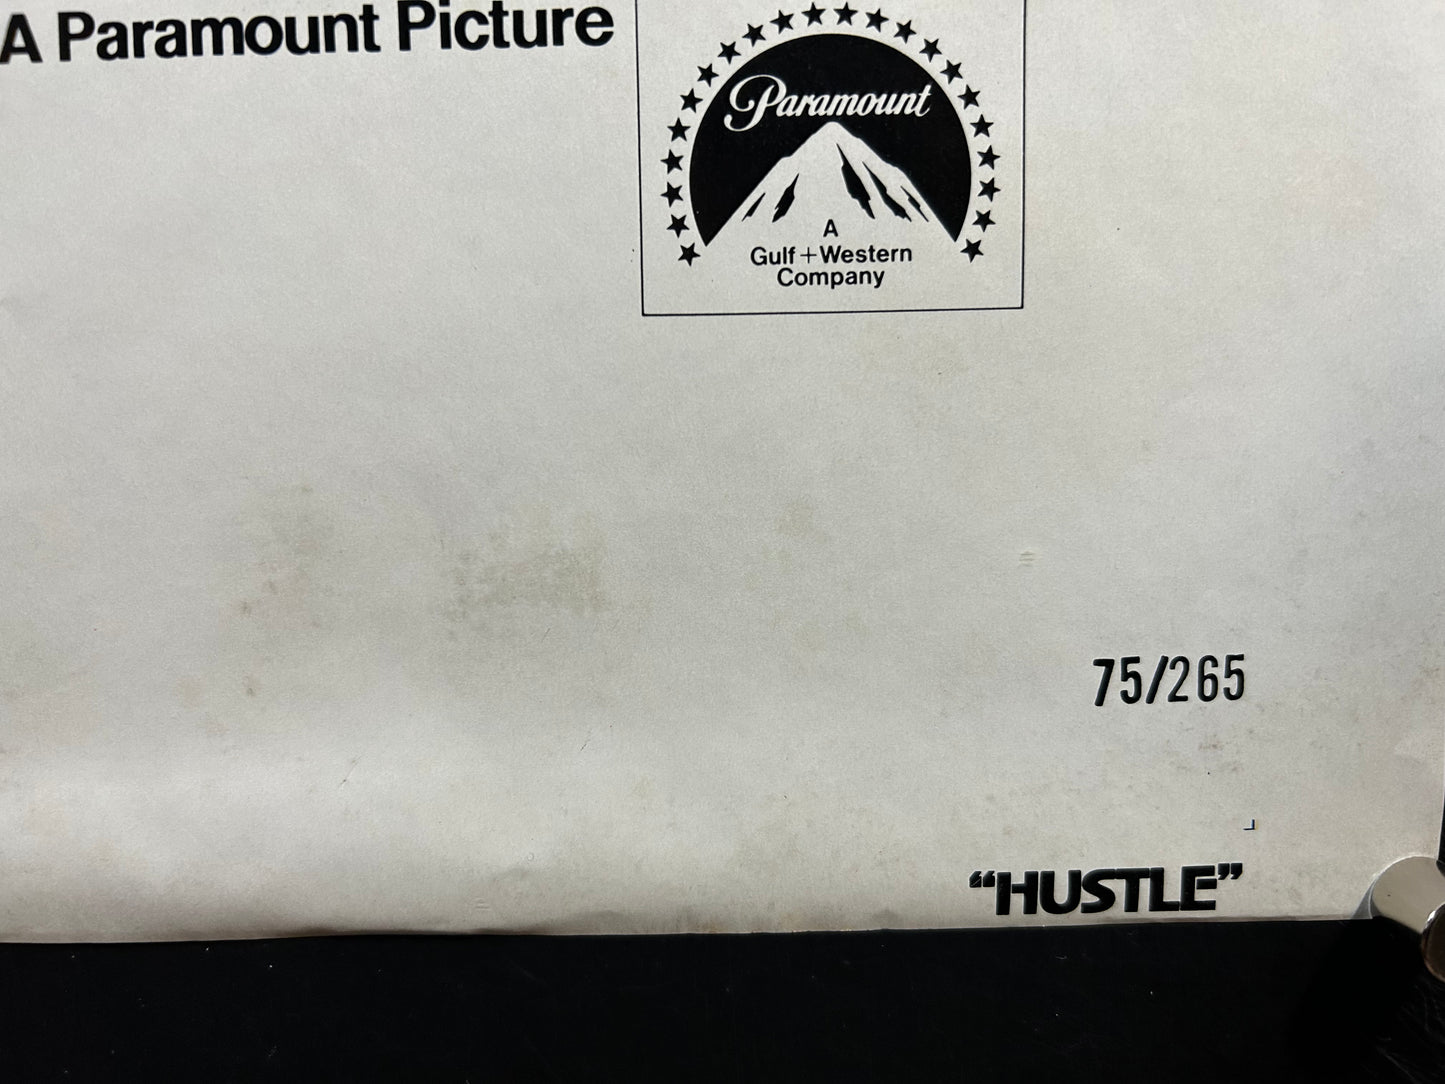 A Paramount Picture
Paramount
A
Gulf+Western
Company
75/265
“HUSTLE”